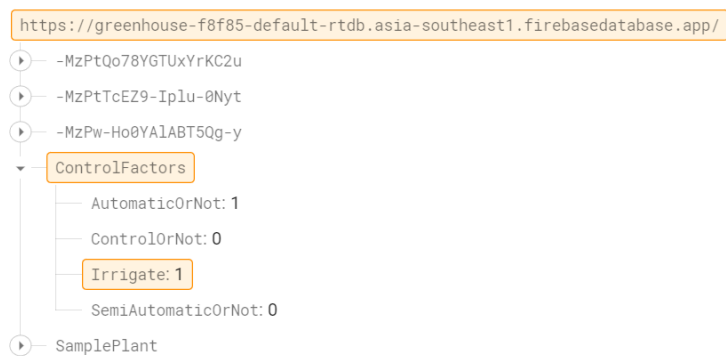 https://greenhouse-f8f85-default-rtdb.asia-southeast1.firebasedatabase.app/
-MzPtQo78YGTUxYrKC2u
-MzPtTcEZ9-Iplu-0Nyt
-MzPw-Ho0YAlABT5Qg-y
ControlFactors
AutomaticOrNot: 1
ControlOrNot: 0
Irrigate: 1
SemiAutomaticOrNot: 0
SamplePlant